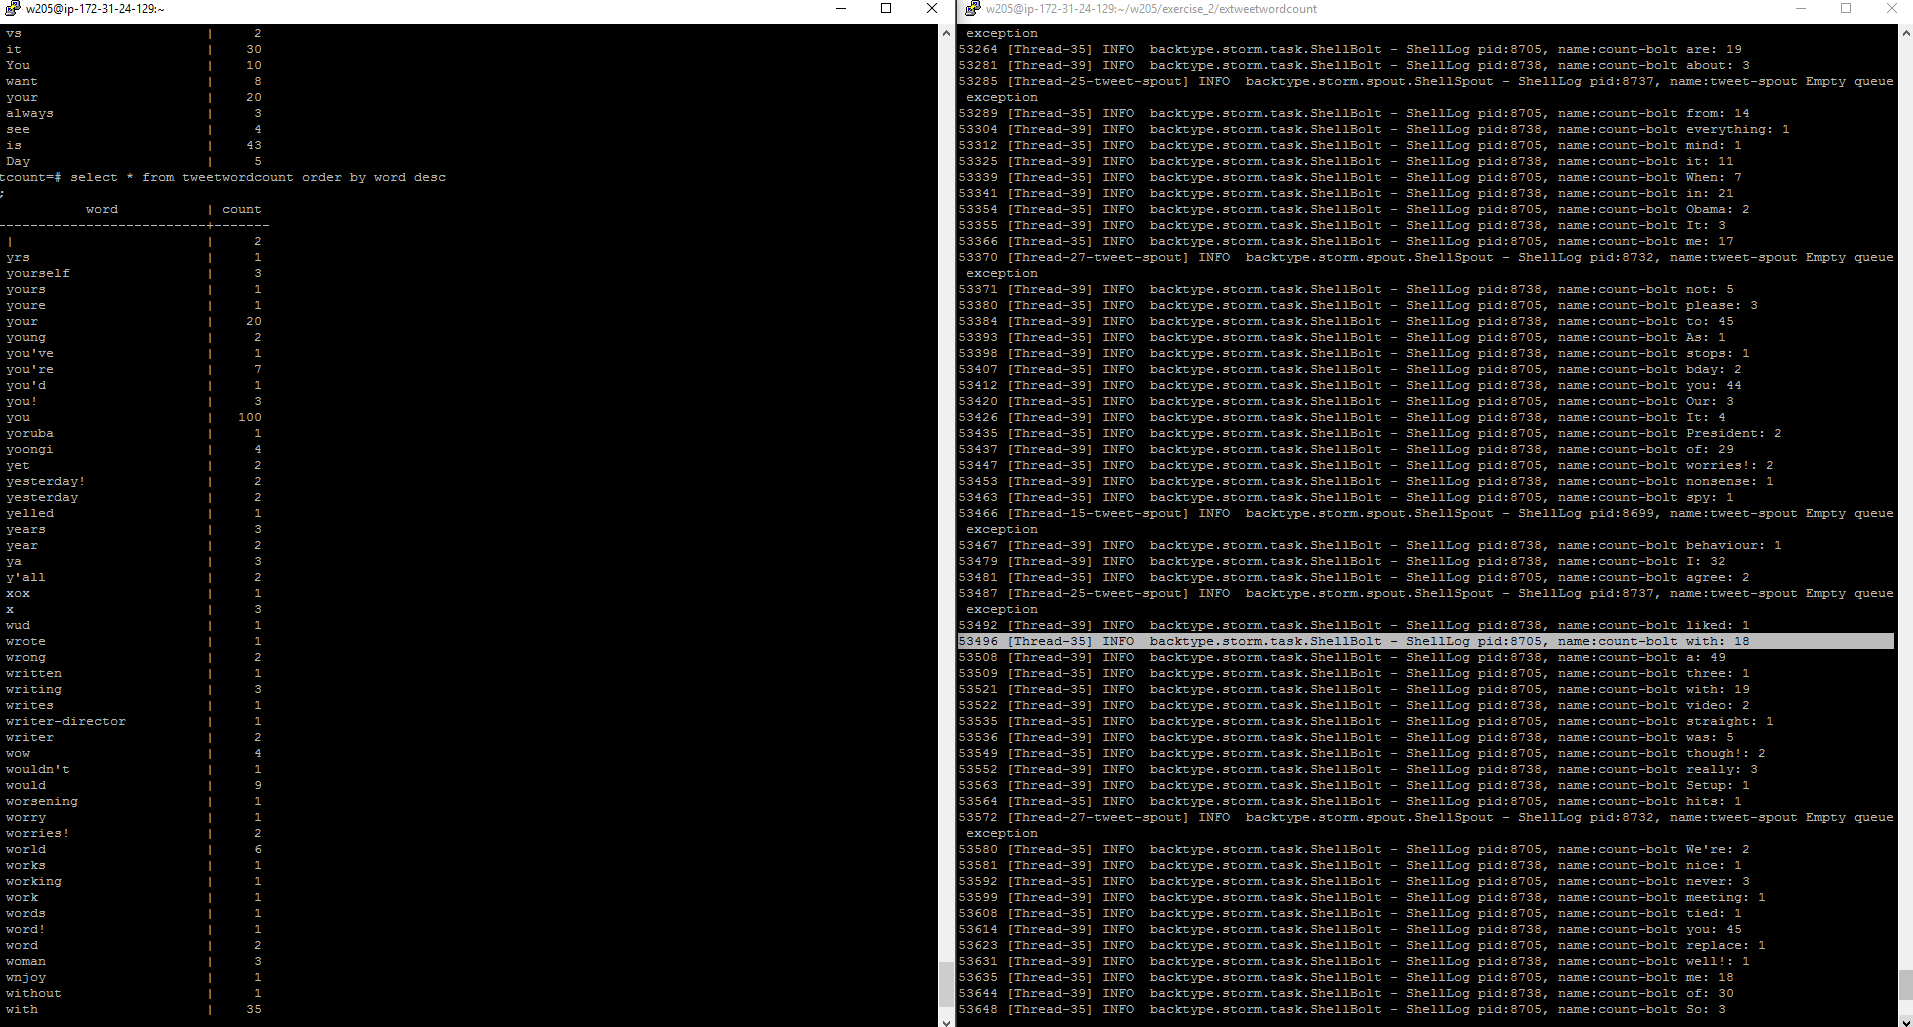 w205@ip-172-31-24-129:~
vs | 2
it | 30
You | 10
want | 8
your | 20
always | 3
see | 4
is | 43
Day | 5
tcount=# select * from tweetwordcount order by word desc
;
word | count
--------------------------+-------
| | 2
yrs | 1
yourself | 3
yours | 1
youre | 1
your | 20
young | 2
you've | 1
you're | 7
you'd | 1
you! | 3
you | 100
yoruba | 1
yoongi | 4
yet | 2
yesterday! | 2
yesterday | 2
yelled | 1
years | 3
year | 2
ya | 3
y'all | 2
xox | 1
x | 3
wud | 1
wrote | 1
wrong | 2
written | 1
writing | 3
writes | 1
writer-director | 1
writer | 2
wow | 4
wouldn't | 1
would | 9
worsening | 1
worry | 1
worries! | 2
world | 6
works | 1
working | 1
work | 1
words | 1
word! | 1
word | 2
woman | 3
wnjoy | 1
without | 1
with | 35
w205@ip-172-31-24-129:~/w205/exercise_2/extweetwordcount
exception
53264 [Thread-35] INFO  backtype.storm.task.ShellBolt - ShellLog pid:8705, name:count-bolt are: 19
53281 [Thread-39] INFO  backtype.storm.task.ShellBolt - ShellLog pid:8738, name:count-bolt about: 3
53285 [Thread-25-tweet-spout] INFO  backtype.storm.spout.ShellSpout - ShellLog pid:8737, name:tweet-spout Empty queue
exception
53289 [Thread-35] INFO  backtype.storm.task.ShellBolt - ShellLog pid:8705, name:count-bolt from: 14
53304 [Thread-39] INFO  backtype.storm.task.ShellBolt - ShellLog pid:8738, name:count-bolt everything: 1
53312 [Thread-35] INFO  backtype.storm.task.ShellBolt - ShellLog pid:8705, name:count-bolt mind: 1
53325 [Thread-39] INFO  backtype.storm.task.ShellBolt - ShellLog pid:8738, name:count-bolt it: 11
53339 [Thread-35] INFO  backtype.storm.task.ShellBolt - ShellLog pid:8705, name:count-bolt When: 7
53341 [Thread-39] INFO  backtype.storm.task.ShellBolt - ShellLog pid:8738, name:count-bolt in: 21
53354 [Thread-35] INFO  backtype.storm.task.ShellBolt - ShellLog pid:8705, name:count-bolt Obama: 2
53355 [Thread-39] INFO  backtype.storm.task.ShellBolt - ShellLog pid:8738, name:count-bolt It: 3
53366 [Thread-35] INFO  backtype.storm.task.ShellBolt - ShellLog pid:8705, name:count-bolt me: 17
53370 [Thread-27-tweet-spout] INFO  backtype.storm.spout.ShellSpout - ShellLog pid:8732, name:tweet-spout Empty queue
exception
53371 [Thread-39] INFO  backtype.storm.task.ShellBolt - ShellLog pid:8738, name:count-bolt not: 5
53380 [Thread-35] INFO  backtype.storm.task.ShellBolt - ShellLog pid:8705, name:count-bolt please: 3
53384 [Thread-39] INFO  backtype.storm.task.ShellBolt - ShellLog pid:8738, name:count-bolt to: 45
53393 [Thread-35] INFO  backtype.storm.task.ShellBolt - ShellLog pid:8705, name:count-bolt As: 1
53398 [Thread-39] INFO  backtype.storm.task.ShellBolt - ShellLog pid:8738, name:count-bolt stops: 1
53407 [Thread-35] INFO  backtype.storm.task.ShellBolt - ShellLog pid:8705, name:count-bolt bday: 2
53412 [Thread-39] INFO  backtype.storm.task.ShellBolt - ShellLog pid:8738, name:count-bolt you: 44
53420 [Thread-35] INFO  backtype.storm.task.ShellBolt - ShellLog pid:8705, name:count-bolt Our: 3
53426 [Thread-39] INFO  backtype.storm.task.ShellBolt - ShellLog pid:8738, name:count-bolt It: 4
53435 [Thread-35] INFO  backtype.storm.task.ShellBolt - ShellLog pid:8705, name:count-bolt President: 2
53437 [Thread-39] INFO  backtype.storm.task.ShellBolt - ShellLog pid:8738, name:count-bolt of: 29
53447 [Thread-35] INFO  backtype.storm.task.ShellBolt - ShellLog pid:8705, name:count-bolt worries!: 2
53453 [Thread-39] INFO  backtype.storm.task.ShellBolt - ShellLog pid:8738, name:count-bolt nonsense: 1
53463 [Thread-35] INFO  backtype.storm.task.ShellBolt - ShellLog pid:8705, name:count-bolt spy: 1
53466 [Thread-15-tweet-spout] INFO  backtype.storm.spout.ShellSpout - ShellLog pid:8699, name:tweet-spout Empty queue
exception
53467 [Thread-39] INFO  backtype.storm.task.ShellBolt - ShellLog pid:8738, name:count-bolt behaviour: 1
53479 [Thread-39] INFO  backtype.storm.task.ShellBolt - ShellLog pid:8738, name:count-bolt I: 32
53481 [Thread-35] INFO  backtype.storm.task.ShellBolt - ShellLog pid:8705, name:count-bolt agree: 2
53487 [Thread-25-tweet-spout] INFO  backtype.storm.spout.ShellSpout - ShellLog pid:8737, name:tweet-spout Empty queue
exception
53492 [Thread-39] INFO  backtype.storm.task.ShellBolt - ShellLog pid:8738, name:count-bolt liked: 1
53496 [Thread-35] INFO  backtype.storm.task.ShellBolt - ShellLog pid:8705, name:count-bolt with: 18
53508 [Thread-39] INFO  backtype.storm.task.ShellBolt - ShellLog pid:8738, name:count-bolt a: 49
53509 [Thread-35] INFO  backtype.storm.task.ShellBolt - ShellLog pid:8705, name:count-bolt three: 1
53521 [Thread-35] INFO  backtype.storm.task.ShellBolt - ShellLog pid:8705, name:count-bolt with: 19
53522 [Thread-39] INFO  backtype.storm.task.ShellBolt - ShellLog pid:8738, name:count-bolt video: 2
53535 [Thread-35] INFO  backtype.storm.task.ShellBolt - ShellLog pid:8705, name:count-bolt straight: 1
53536 [Thread-39] INFO  backtype.storm.task.ShellBolt - ShellLog pid:8738, name:count-bolt was: 5
53549 [Thread-35] INFO  backtype.storm.task.ShellBolt - ShellLog pid:8705, name:count-bolt though!: 2
53552 [Thread-39] INFO  backtype.storm.task.ShellBolt - ShellLog pid:8738, name:count-bolt really: 3
53563 [Thread-39] INFO  backtype.storm.task.ShellBolt - ShellLog pid:8738, name:count-bolt Setup: 1
53564 [Thread-35] INFO  backtype.storm.task.ShellBolt - ShellLog pid:8705, name:count-bolt hits: 1
53572 [Thread-27-tweet-spout] INFO  backtype.storm.spout.ShellSpout - ShellLog pid:8732, name:tweet-spout Empty queue
exception
53580 [Thread-35] INFO  backtype.storm.task.ShellBolt - ShellLog pid:8705, name:count-bolt We're: 2
53581 [Thread-39] INFO  backtype.storm.task.ShellBolt - ShellLog pid:8738, name:count-bolt nice: 1
53592 [Thread-35] INFO  backtype.storm.task.ShellBolt - ShellLog pid:8705, name:count-bolt never: 3
53599 [Thread-39] INFO  backtype.storm.task.ShellBolt - ShellLog pid:8738, name:count-bolt meeting: 1
53608 [Thread-35] INFO  backtype.storm.task.ShellBolt - ShellLog pid:8705, name:count-bolt tied: 1
53614 [Thread-39] INFO  backtype.storm.task.ShellBolt - ShellLog pid:8738, name:count-bolt you: 45
53623 [Thread-35] INFO  backtype.storm.task.ShellBolt - ShellLog pid:8705, name:count-bolt replace: 1
53631 [Thread-39] INFO  backtype.storm.task.ShellBolt - ShellLog pid:8738, name:count-bolt well!: 1
53635 [Thread-35] INFO  backtype.storm.task.ShellBolt - ShellLog pid:8705, name:count-bolt me: 18
53644 [Thread-39] INFO  backtype.storm.task.ShellBolt - ShellLog pid:8738, name:count-bolt of: 30
53648 [Thread-35] INFO  backtype.storm.task.ShellBolt - ShellLog pid:8705, name:count-bolt So: 3